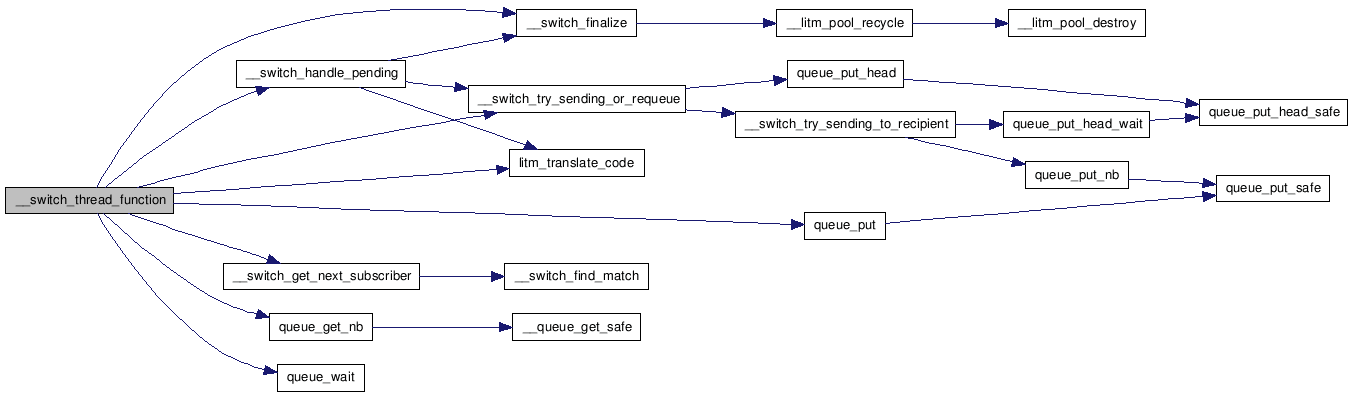 __switch_finalize
__litm_pool_recycle
__litm_pool_destroy
__switch_handle_pending
queue_put_head
__switch_try_sending_or_requeue
queue_put_head_safe
__switch_try_sending_to_recipient
queue_put_head_wait
litm_translate_code
queue_put_nb
queue_put_safe
__switch_thread_function
queue_put
__switch_get_next_subscriber
__switch_find_match
queue_get_nb
__queue_get_safe
queue_wait